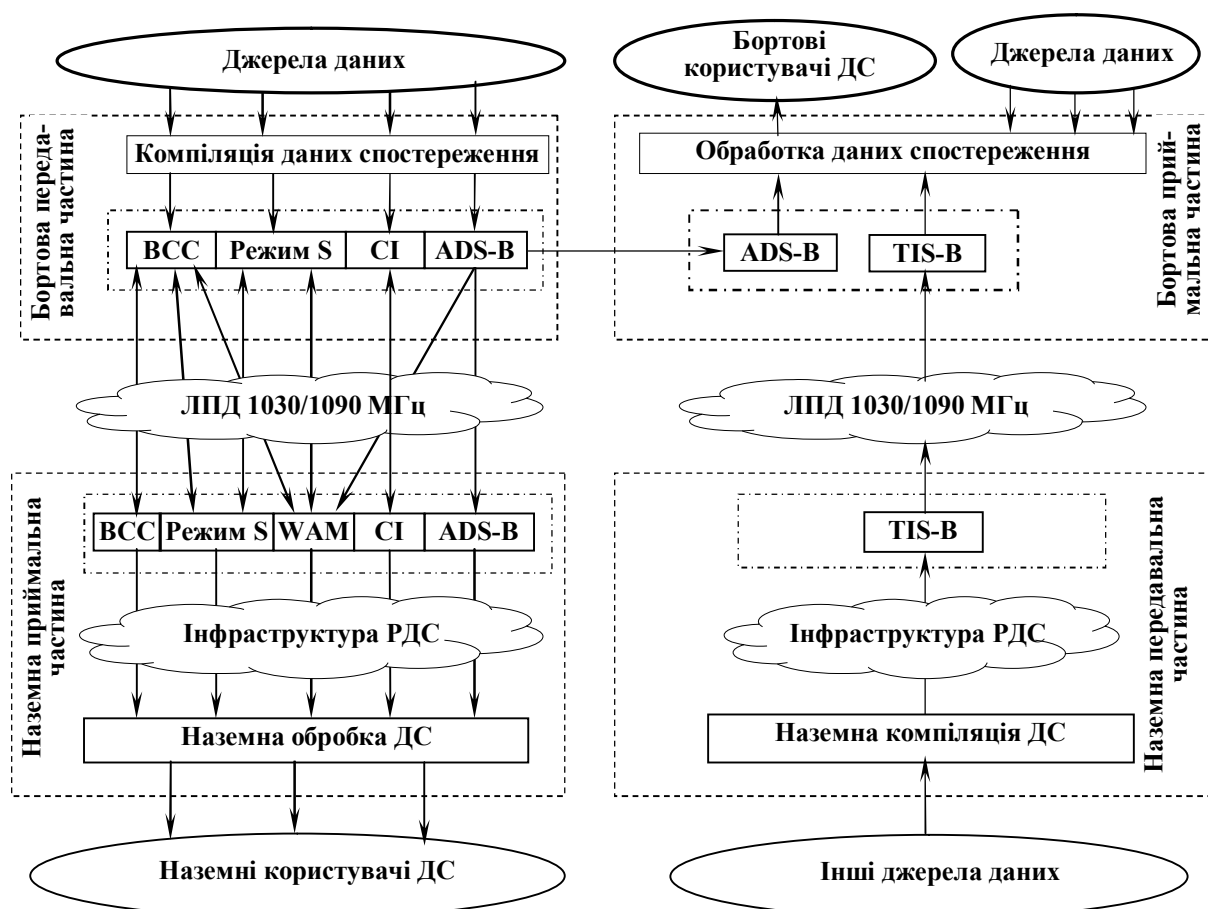 Джерела даних
Бортові
користувачі ДС
Джерела даних
Бортова переда-
вальна частина
Компіляція даних спостереження
ВСС Режим S CI ADS-B
Обработка даних спостереження
ADS-B TIS-B
Бортова прий-
мальна частина
ЛПД 1030/1090 МГц
ЛПД 1030/1090 МГц
Наземна приймальна
частина
ВСС Режим S WAM CI ADS-B
Інфраструктура РДС
Наземна обробка ДС
TIS-B
Інфраструктура РДС
Наземна компіляція ДС
Наземна передавальна
частина
Наземні користувачі ДС
Інші джерела даних